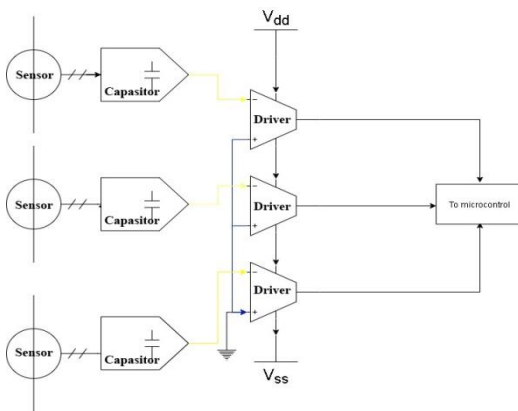 Vdd
Sensor
Capasitor
Driver
Sensor
Capasitor
Driver
To microcontrol
Driver
Sensor
Capasitor
Vss